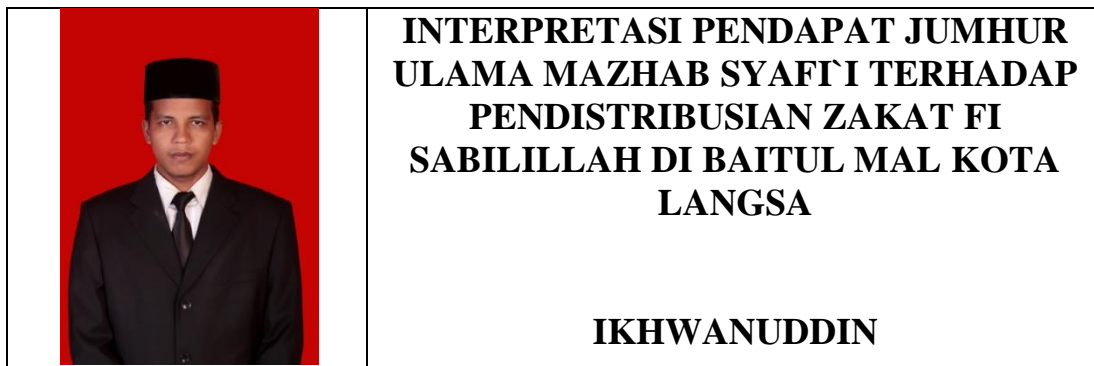 INTERPRETASI PENDAPAT JUMHUR
ULAMA MAZHAB SYAFI`I TERHADAP
PENDISTRIBUSIAN ZAKAT FI
SABILILLAH DI BAITUL MAL KOTA
LANGSA
IKHWANUDDIN